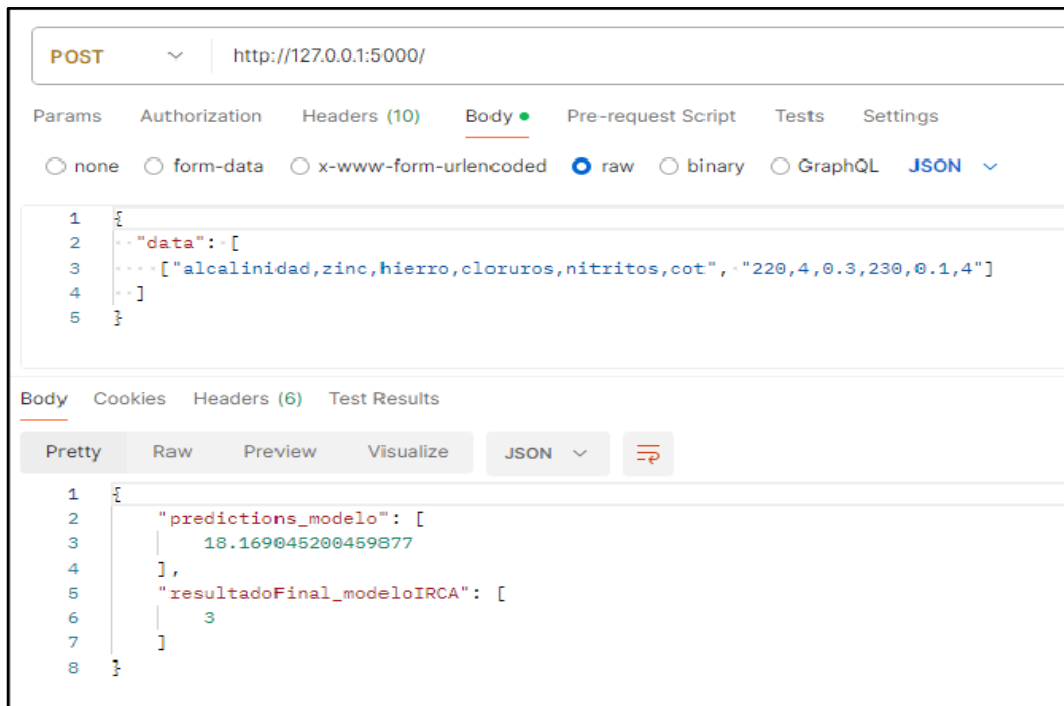 POST http://127.0.0.1:5000/
Params Authorization Headers (10) Body Pre-request Script Tests Settings
none form-data x-www-form-urlencoded raw binary GraphQL JSON
1 {
2 "data": [
3 ["alcalinidad,zinc,hierro,cloruros,nitritos,cot", "220,4,0.3,230,0.1,4"]
4 ]
5 }
Body Cookies Headers (6) Test Results
Pretty Raw Preview Visualize JSON
1 {
2 "predictions_modelo": [
3 18.169045200459877
4 ],
5 "resultadoFinal_modeloIRCA": [
6 3
7 ]
8 }